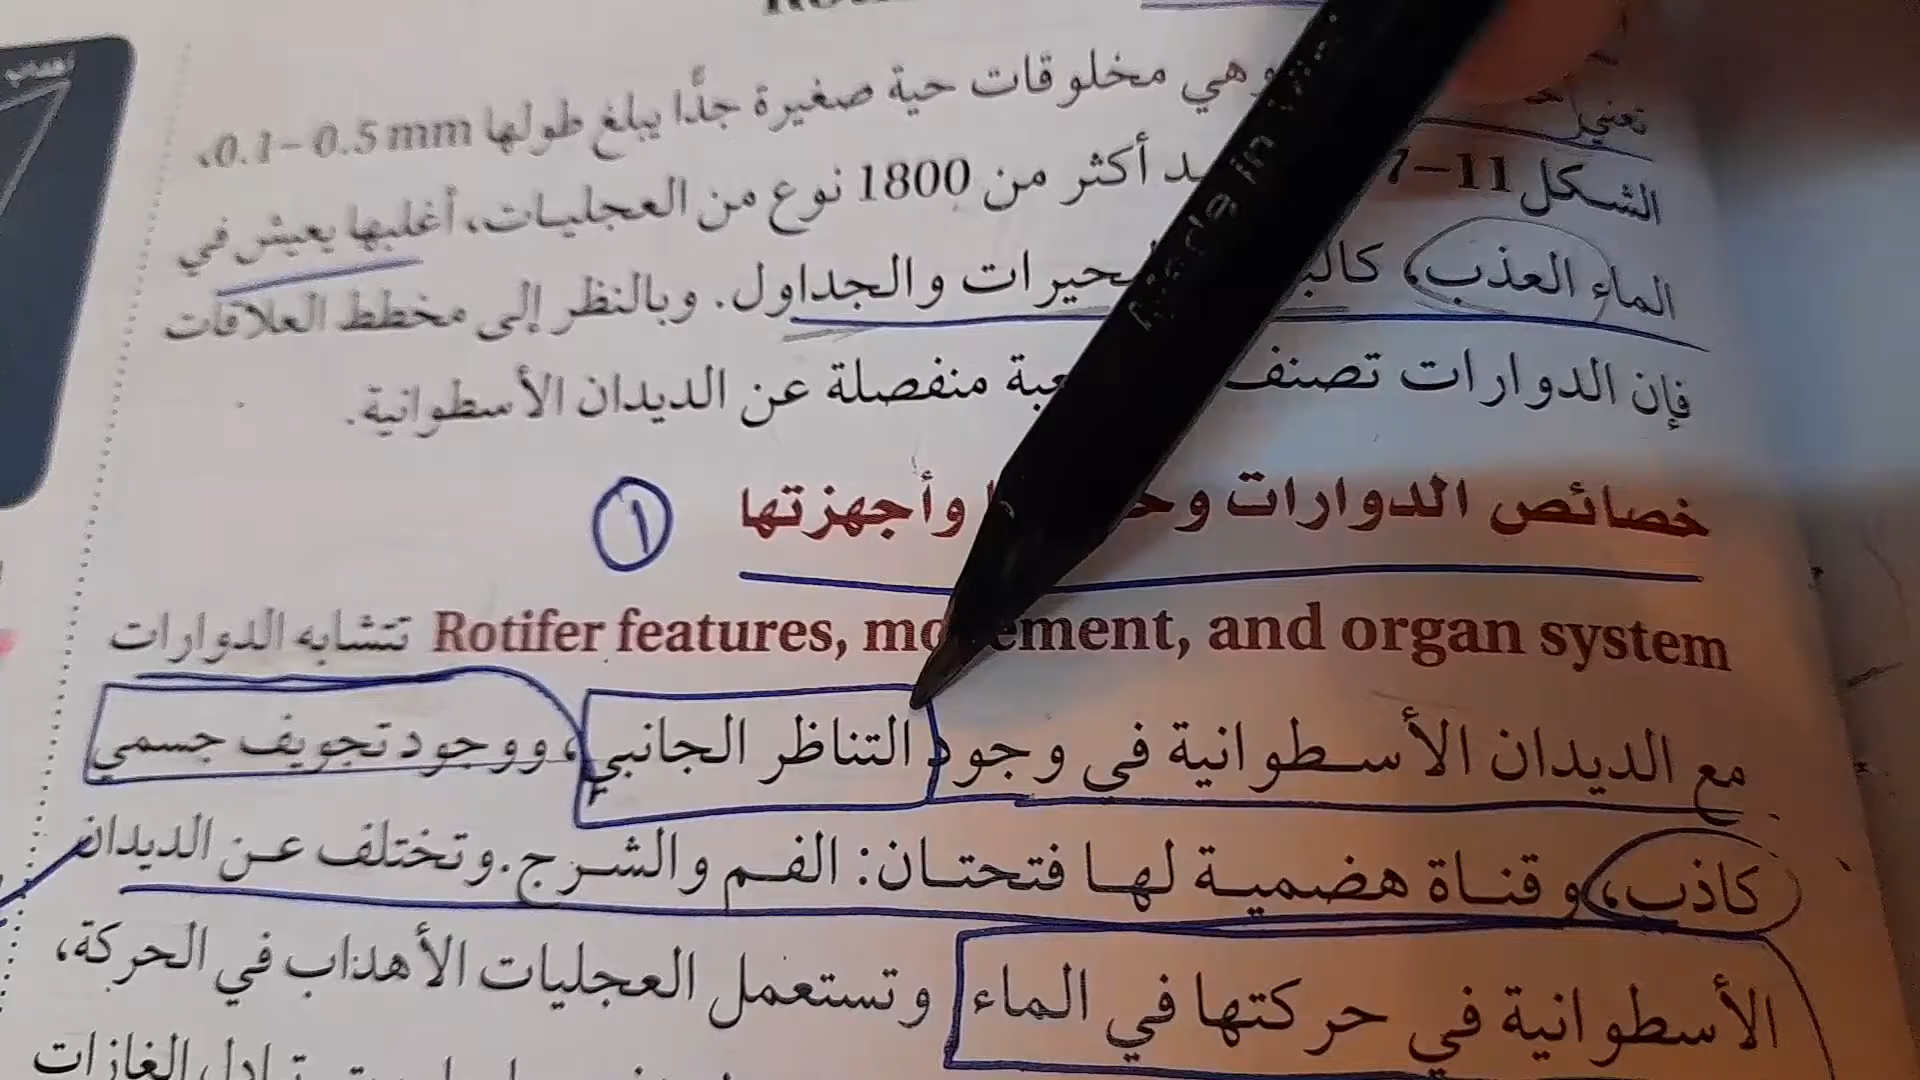 وهي مخلوقات حية صغيرة جدًّا يبلغ طولها 0.1-0.5 mm،
الشكل 11-7 أكثر من 1800 نوع من العجليات، أغلبها يعيش في
الماء العذب، والجداول. وبالنظر إلى مخطط العلاقات
فإن الدوارات تصنف منفصلة عن الديدان الأسطوانية.
خصائص الدوارات وأجهزتها ١
Rotifer features, and organ system تتشابه الدوارات
مع الديدان الأسطوانية في وجود التناظر الجانبي، ووجود تجويف جسمي
كاذب، وقناة هضمية لها فتحتان: الفم والشرج. وتختلف عن الديدان
الأسطوانية في حركتها في الماء وتستعمل العجليات الأهداب في الحركة،
تبادل الغازات
Made in